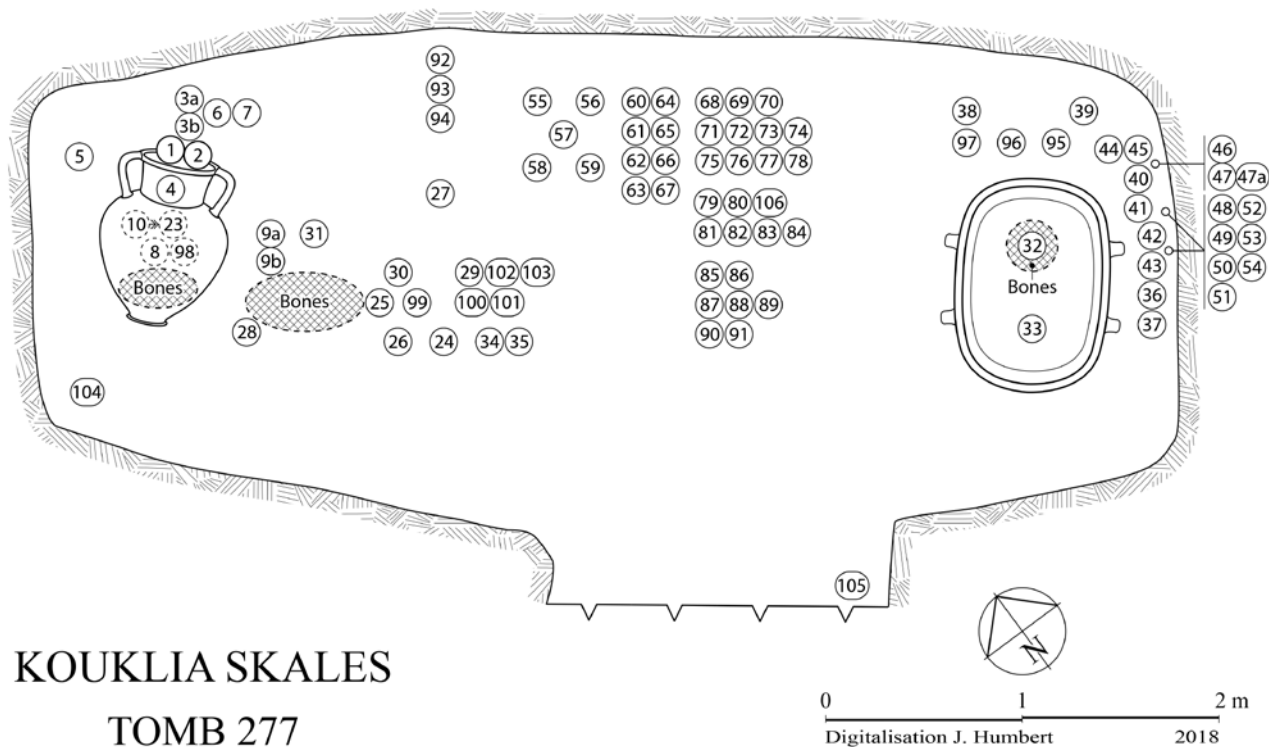 92
3a
93
6 7
55 56 60 64 68 69 70
38 39
3b
94
57
61 65 71 72 73 74
97 96 95 44 45
46
5
1 2
58 59
62 66 75 76 77 78
47 47a
4
27
63 67
40
79 80 106
41
48 52
10 → 23
9a 31
81 82 83 84
32
42
49 53
8 98
9b
30 29 102 103
85 86
43
50 54
Bones
Bones
25 99 100 101
87 88 89
Bones
36
51
28
26 24 34 35
90 91
33
37
104
105
N
KOUKLIA SKALES
TOMB 277
0 1 2 m
Digitalisation J. Humbert 2018